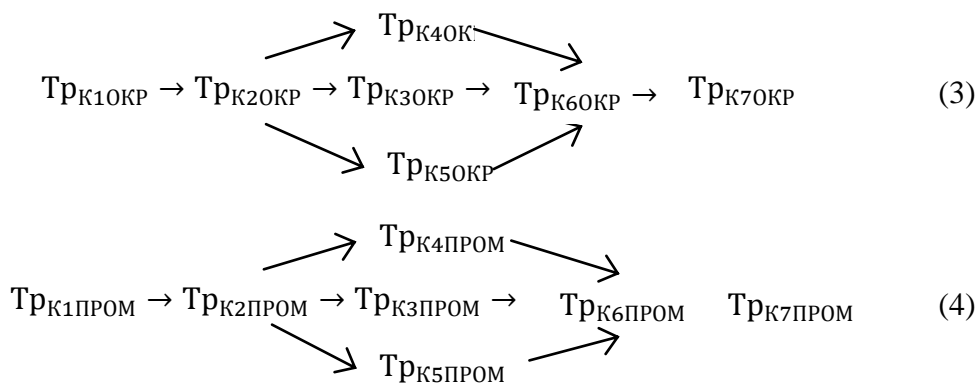 Тр_К4ОК
Тр_К1ОКР → Тр_К2ОКР → Тр_К3ОКР → Тр_К6ОКР → Тр_К7ОКР (3)
Тр_К5ОКР
Тр_К4ПРОМ
Тр_К1ПРОМ → Тр_К2ПРОМ → Тр_К3ПРОМ → Тр_К6ПРОМ Тр_К7ПРОМ (4)
Тр_К5ПРОМ